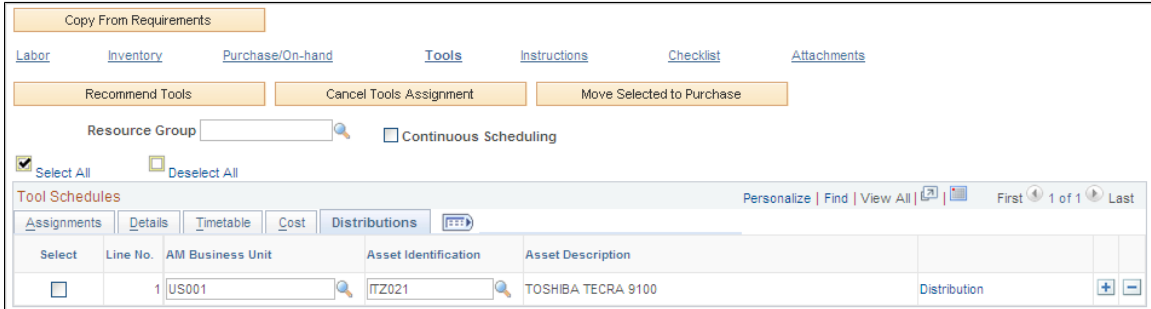 Copy From Requirements
Labor Inventory Purchase/On-hand Tools Instructions Checklist Attachments
Recommend Tools Cancel Tools Assignment Move Selected to Purchase
Resource Group Continuous Scheduling
Select All Deselect All
Tool Schedules Personalize | Find | View All | | First 1 of 1 Last
Assignments Details Timetable Cost Distributions
Select Line No. AM Business Unit Asset Identification Asset Description
1 US001 ITZ021 TOSHIBA TECRA 9100 Distribution